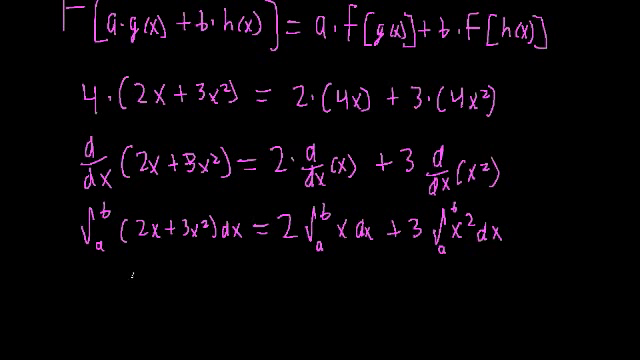 F[a·g(x) + b·h(x)] = a·f[g(x)] + b·F[h(x)]
4·(2x + 3x²) = 2·(4x) + 3·(4x²)
d/dx (2x + 3x²) = 2·d/dx(x) + 3 d/dx(x²)
∫ₐᵇ (2x + 3x²)dx = 2∫ₐᵇ x dx + 3∫ₐᵇ x² dx